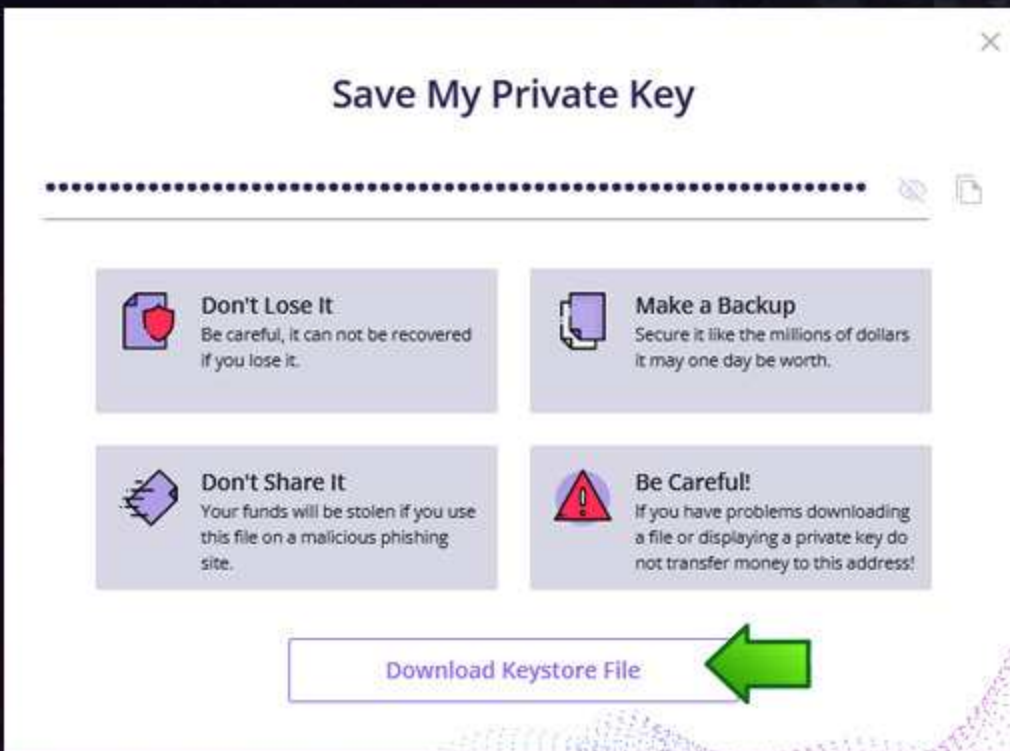 Save My Private Key
Don't Lose It
Be careful, it can not be recovered
if you lose it.
Make a Backup
Secure it like the millions of dollars
it may one day be worth.
Don't Share It
Your funds will be stolen if you use
this file on a malicious phishing
site.
Be Careful!
If you have problems downloading
a file or displaying a private key do
not transfer money to this address!
Download Keystore File